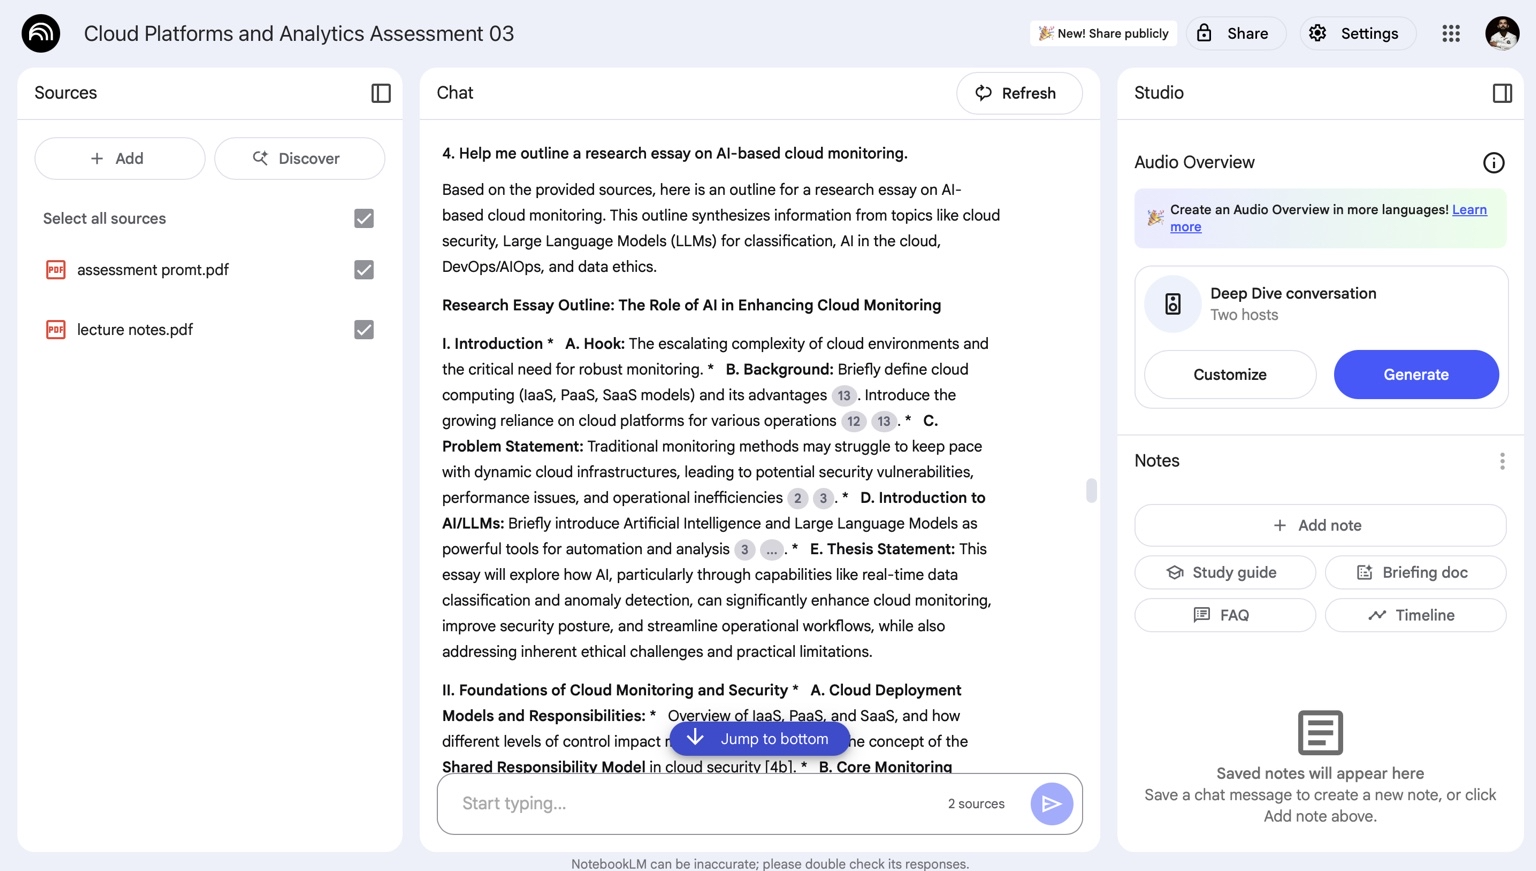 Cloud Platforms and Analytics Assessment 03
New! Share publicly
Share
Settings
Sources
Add
Discover
Select all sources
PDF assessment promt.pdf
PDF lecture notes.pdf
Chat
Refresh
4. Help me outline a research essay on AI-based cloud monitoring.
Based on the provided sources, here is an outline for a research essay on AI-
based cloud monitoring. This outline synthesizes information from topics like cloud
security, Large Language Models (LLMs) for classification, AI in the cloud,
DevOps/AIOps, and data ethics.
Research Essay Outline: The Role of AI in Enhancing Cloud Monitoring
I. Introduction * A. Hook: The escalating complexity of cloud environments and
the critical need for robust monitoring. * B. Background: Briefly define cloud
computing (IaaS, PaaS, SaaS models) and its advantages 13. Introduce the
growing reliance on cloud platforms for various operations 12 13. * C.
Problem Statement: Traditional monitoring methods may struggle to keep pace
with dynamic cloud infrastructures, leading to potential security vulnerabilities,
performance issues, and operational inefficiencies 2 3. * D. Introduction to
AI/LLMs: Briefly introduce Artificial Intelligence and Large Language Models as
powerful tools for automation and analysis 3 .... * E. Thesis Statement: This
essay will explore how AI, particularly through capabilities like real-time data
classification and anomaly detection, can significantly enhance cloud monitoring,
improve security posture, and streamline operational workflows, while also
addressing inherent ethical challenges and practical limitations.
II. Foundations of Cloud Monitoring and Security * A. Cloud Deployment
Models and Responsibilities: * Overview of IaaS, PaaS, and SaaS, and how
different levels of control impact he concept of the
Jump to bottom
Shared Responsibility Model in cloud security [4b]. * B. Core Monitoring
Start typing...
2 sources
NotebookLM can be inaccurate; please double check its responses.
Studio
Audio Overview
Create an Audio Overview in more languages! Learn
more
Deep Dive conversation
Two hosts
Customize
Generate
Notes
Add note
Study guide
Briefing doc
FAQ
Timeline
Saved notes will appear here
Save a chat message to create a new note, or click
Add note above.